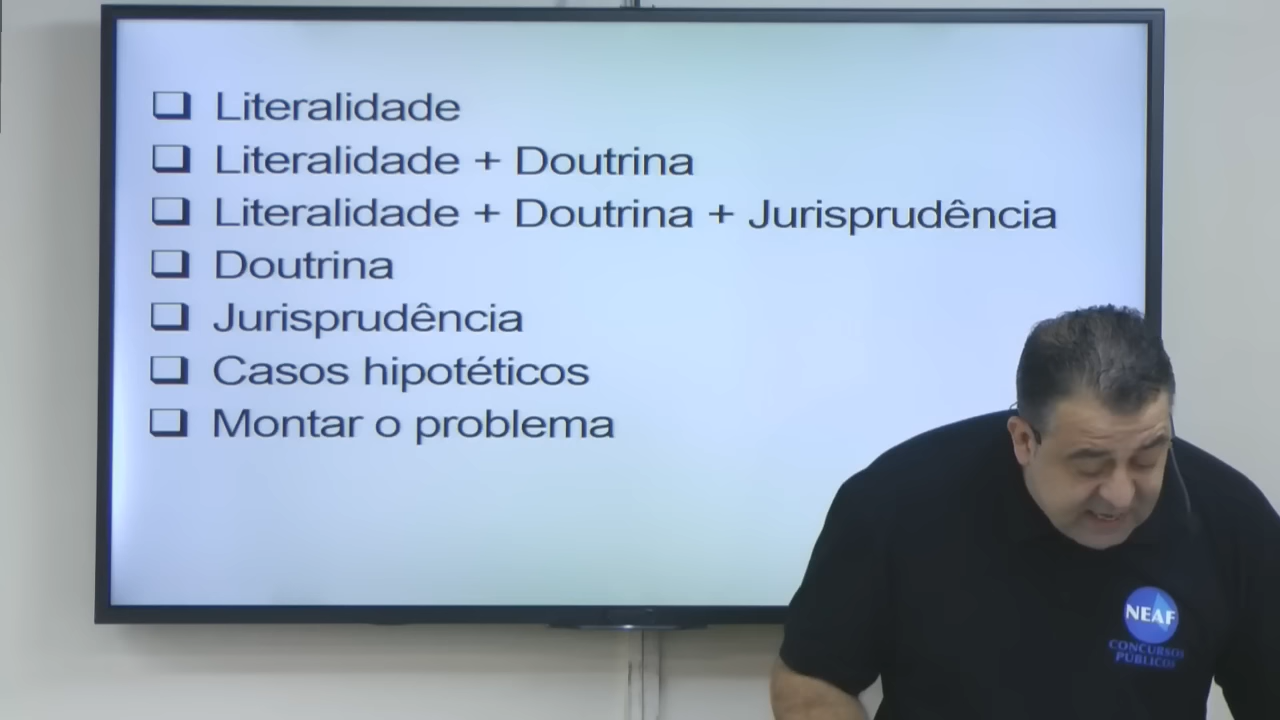 Literalidade
Literalidade + Doutrina
Literalidade + Doutrina + Jurisprudência
Doutrina
Jurisprudência
Casos hipotéticos
Montar o problema
NEAF
CONCURSOS
PÚBLICOS